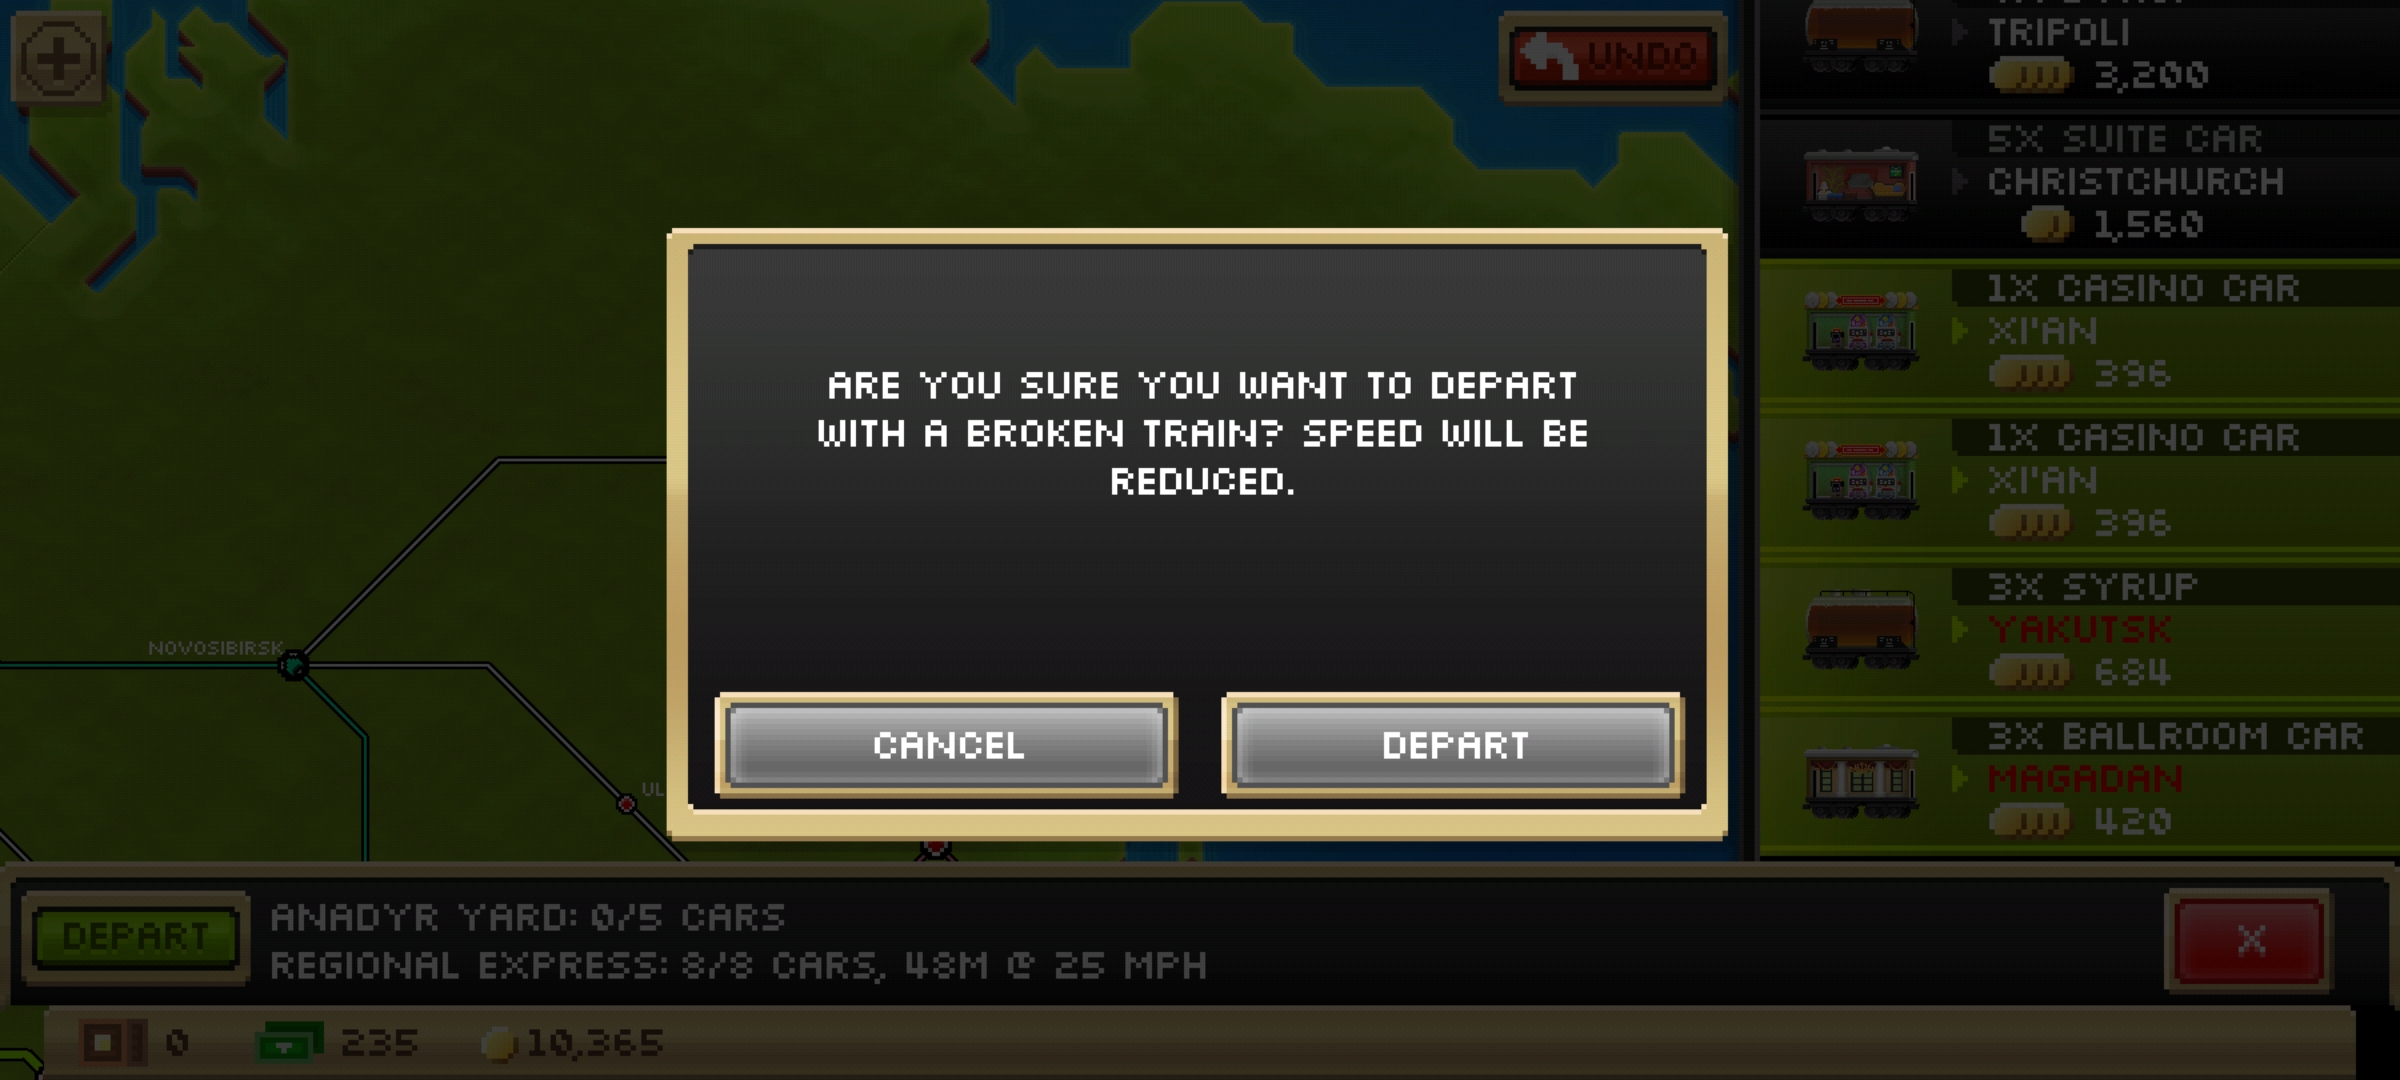 UNDO
TRIPOLI
3,200
5X SUITE CAR
CHRISTCHURCH
1,560
1X CASINO CAR
XI'AN
396
1X CASINO CAR
XI'AN
396
3X SYRUP
YAKUTSK
684
3X BALLROOM CAR
MAGADAN
420
ARE YOU SURE YOU WANT TO DEPART
WITH A BROKEN TRAIN? SPEED WILL BE
REDUCED.
CANCEL
DEPART
NOVOSIBIRSK
UL
DEPART
ANADYR YARD: 0/5 CARS
REGIONAL EXPRESS: 8/8 CARS, 48M @ 25 MPH
X
0
235
10,365